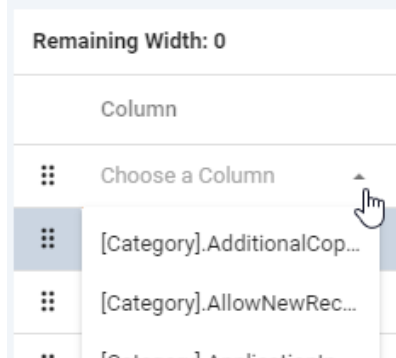 Remaining Width: 0
Column
Choose a Column
[Category].AdditionalCop...
[Category].AllowNewRec...